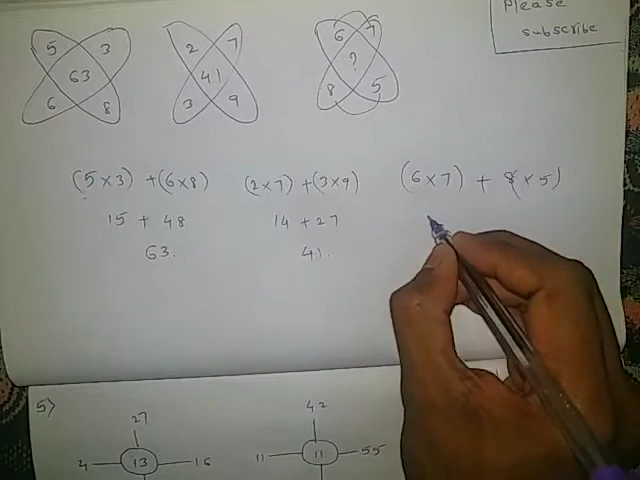 Please
subscribe
5 3
63
6 8
2 7
41
3 9
6 7
?
8 5
(5 x 3) + (6 x 8)
15 + 48
63.
(2 x 7) + (3 x 9)
14 + 27
41.
(6 x 7) + 8 x 5)
5)
27
4 13 16
42
11 11 55